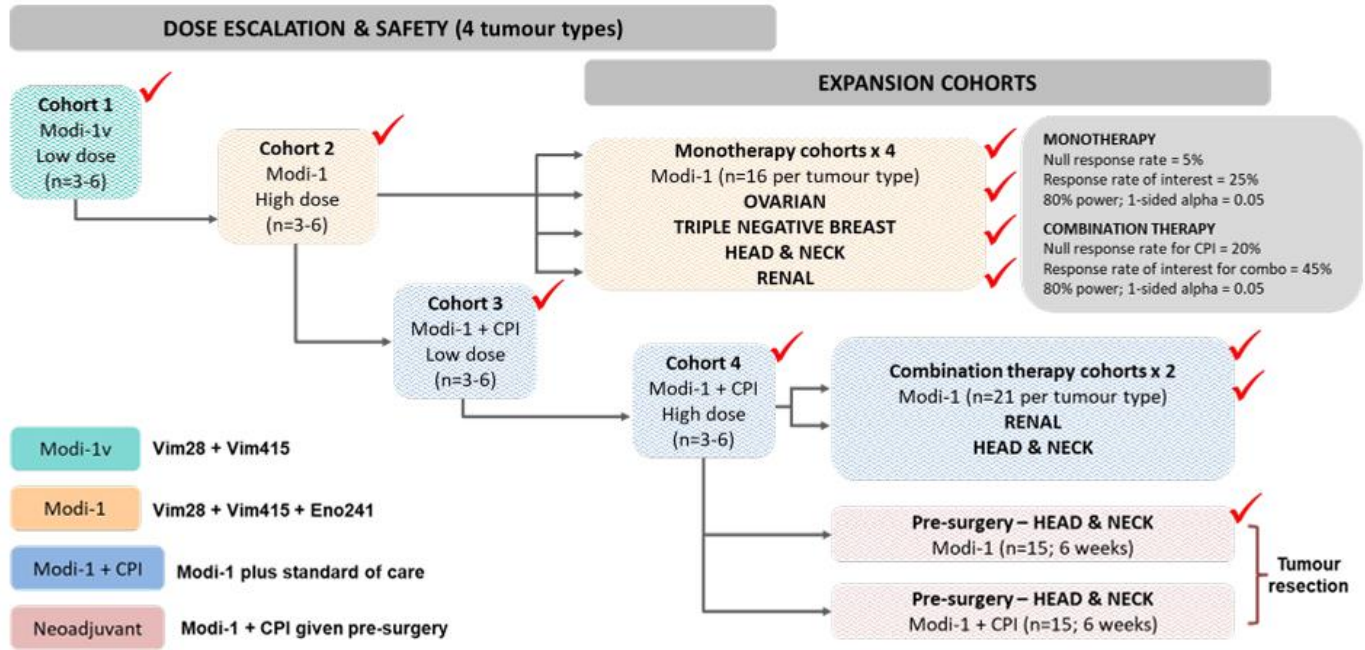 DOSE ESCALATION & SAFETY (4 tumour types)
EXPANSION COHORTS
Cohort 1
Modi-1v
Low dose
(n=3-6)
Cohort 2
Modi-1
High dose
(n=3-6)
Monotherapy cohorts x 4
Modi-1 (n=16 per tumour type)
OVARIAN
TRIPLE NEGATIVE BREAST
HEAD & NECK
RENAL
MONOTHERAPY
Null response rate = 5%
Response rate of interest = 25%
80% power; 1-sided alpha = 0.05
COMBINATION THERAPY
Null response rate for CPI = 20%
Response rate of interest for combo = 45%
80% power; 1-sided alpha = 0.05
Cohort 3
Modi-1 + CPI
Low dose
(n=3-6)
Cohort 4
Modi-1 + CPI
High dose
(n=3-6)
Combination therapy cohorts x 2
Modi-1 (n=21 per tumour type)
RENAL
HEAD & NECK
Pre-surgery – HEAD & NECK
Modi-1 (n=15; 6 weeks)
Pre-surgery – HEAD & NECK
Modi-1 + CPI (n=15; 6 weeks)
Tumour
resection
Modi-1v Vim28 + Vim415
Modi-1 Vim28 + Vim415 + Eno241
Modi-1 + CPI Modi-1 plus standard of care
Neoadjuvant Modi-1 + CPI given pre-surgery